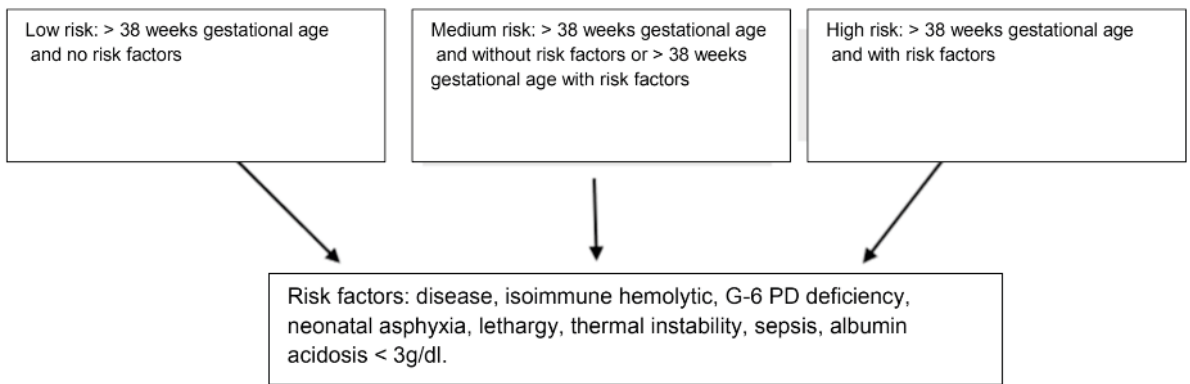 Low risk: > 38 weeks gestational age
and no risk factors
Medium risk: > 38 weeks gestational age
and without risk factors or > 38 weeks
gestational age with risk factors
High risk: > 38 weeks gestational age
and with risk factors
Risk factors: disease, isoimmune hemolytic, G-6 PD deficiency,
neonatal asphyxia, lethargy, thermal instability, sepsis, albumin
acidosis < 3g/dl.